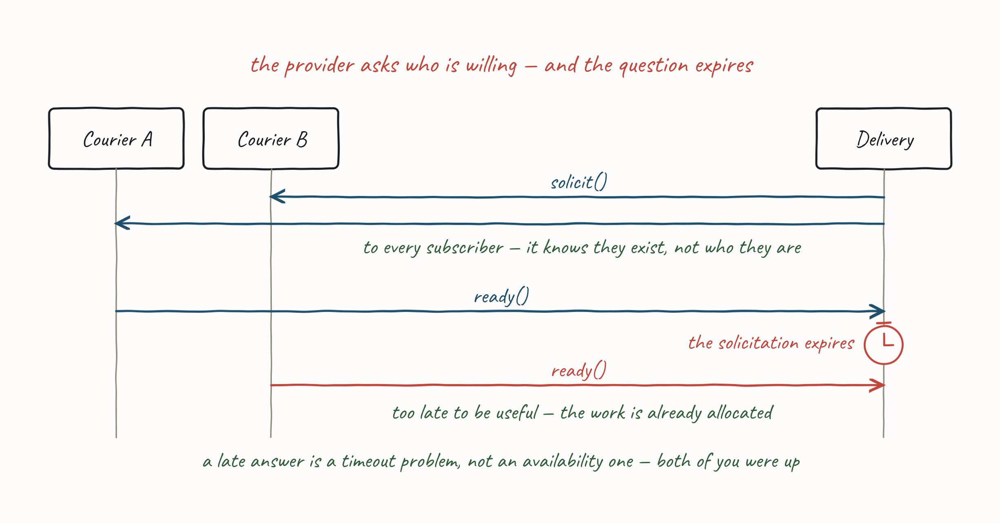 the provider asks who is willing — and the question expires
Courier A
Courier B
Delivery
solicit()
to every subscriber — it knows they exist, not who they are
ready()
the solicitation expires
ready()
too late to be useful — the work is already allocated
a late answer is a timeout problem, not an availability one — both of you were up